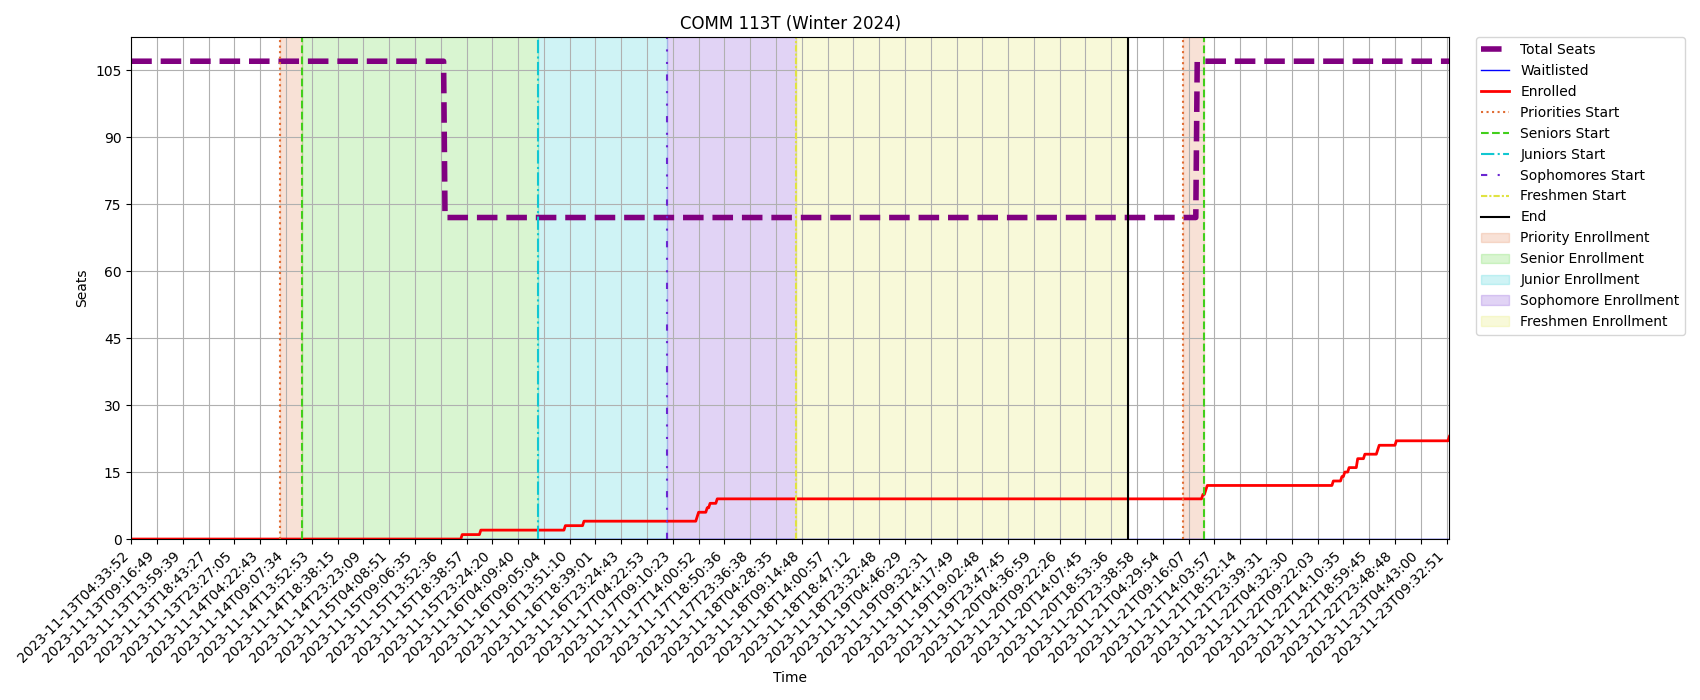 COMM 113T (Winter 2024)
Seats
105
90
75
60
45
30
15
0
2023-11-13T04:33:52
2023-11-13T09:16:49
2023-11-13T13:59:39
2023-11-13T18:43:27
2023-11-13T23:27:05
2023-11-14T04:22:43
2023-11-14T09:07:34
2023-11-14T13:52:53
2023-11-14T18:38:15
2023-11-14T23:23:09
2023-11-15T04:08:51
2023-11-15T09:06:35
2023-11-15T13:52:36
2023-11-15T18:38:57
2023-11-15T23:24:20
2023-11-16T04:09:40
2023-11-16T09:05:04
2023-11-16T13:51:10
2023-11-16T18:39:01
2023-11-16T23:24:43
2023-11-17T04:22:53
2023-11-17T09:10:23
2023-11-17T14:00:52
2023-11-17T18:50:36
2023-11-17T23:36:38
2023-11-18T04:28:35
2023-11-18T09:14:48
2023-11-18T14:00:57
2023-11-18T18:47:12
2023-11-18T23:32:48
2023-11-19T04:46:29
2023-11-19T09:32:31
2023-11-19T14:17:49
2023-11-19T19:02:48
2023-11-19T23:47:45
2023-11-20T04:36:59
2023-11-20T09:22:26
2023-11-20T14:07:45
2023-11-20T18:53:36
2023-11-20T23:38:58
2023-11-21T04:29:54
2023-11-21T09:16:07
2023-11-21T14:03:57
2023-11-21T18:52:14
2023-11-21T23:39:31
2023-11-22T04:32:30
2023-11-22T09:22:03
2023-11-22T14:10:35
2023-11-22T18:59:45
2023-11-22T23:48:48
2023-11-23T04:43:00
2023-11-23T09:32:51
Time
Total Seats
Waitlisted
Enrolled
Priorities Start
Seniors Start
Juniors Start
Sophomores Start
Freshmen Start
End
Priority Enrollment
Senior Enrollment
Junior Enrollment
Sophomore Enrollment
Freshmen Enrollment